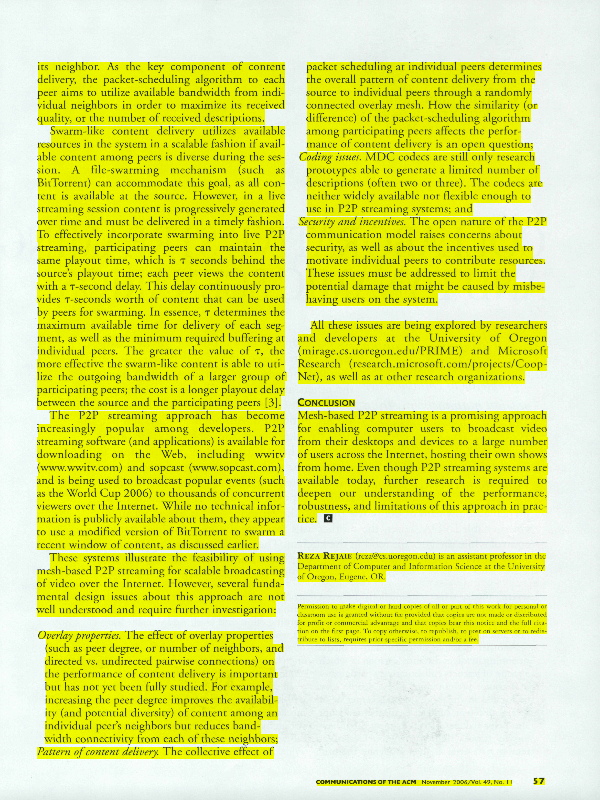 its neighbor. As the key component of content
delivery, the packet-scheduling algorithm to each
peer aims to utilize available bandwidth from indi-
vidual neighbors in order to maximize its received
quality, or the number of received descriptions.
Swarm-like content delivery utilizes available
resources in the system in a scalable fashion if avail-
able content among peers is diverse during the ses-
sion. A file-swarming mechanism (such as
BitTorrent) can accommodate this goal, as all con-
tent is available at the source. However, in a live
streaming session content is progressively generated
over time and must be delivered in a timely fashion.
To effectively incorporate swarming into live P2P
streaming, participating peers can maintain the
same playout time, which is τ seconds behind the
source's playout time; each peer views the content
with a τ-second delay. This delay continuously pro-
vides τ-seconds worth of content that can be used
by peers for swarming. In essence, τ determines the
maximum available time for delivery of each seg-
ment, as well as the minimum required buffering at
individual peers. The greater the value of τ, the
more effective the swarm-like content is able to uti-
lize the outgoing bandwidth of a larger group of
participating peers; the cost is a longer playout delay
between the source and the participating peers [3].
The P2P streaming approach has become
increasingly popular among developers. P2P
streaming software (and applications) is available for
downloading on the Web, including wwitv
(www.wwitv.com) and sopcast (www.sopcast.com),
and is being used to broadcast popular events (such
as the World Cup 2006) to thousands of concurrent
viewers over the Internet. While no technical infor-
mation is publicly available about them, they appear
to use a modified version of BitTorrent to swarm a
recent window of content, as discussed earlier.
These systems illustrate the feasibility of using
mesh-based P2P streaming for scalable broadcasting
of video over the Internet. However, several funda-
mental design issues about this approach are not
well understood and require further investigation:
Overlay properties. The effect of overlay properties
(such as peer degree, or number of neighbors, and
directed vs. undirected pairwise connections) on
the performance of content delivery is important
but has not yet been fully studied. For example,
increasing the peer degree improves the availabil-
ity (and potential diversity) of content among an
individual peer's neighbors but reduces band-
width connectivity from each of these neighbors;
Pattern of content delivery. The collective effect of
packet scheduling at individual peers determines
the overall pattern of content delivery from the
source to individual peers through a randomly
connected overlay mesh. How the similarity (or
difference) of the packet-scheduling algorithm
among participating peers affects the perfor-
mance of content delivery is an open question;
Coding issues. MDC codecs are still only research
prototypes able to generate a limited number of
descriptions (often two or three). The codecs are
neither widely available nor flexible enough to
use in P2P streaming systems; and
Security and incentives. The open nature of the P2P
communication model raises concerns about
security, as well as about the incentives used to
motivate individual peers to contribute resources.
These issues must be addressed to limit the
potential damage that might be caused by misbe-
having users on the system.
All these issues are being explored by researchers
and developers at the University of Oregon
(mirage.cs.uoregon.edu/PRIME) and Microsoft
Research (research.microsoft.com/projects/Coop-
Net), as well as at other research organizations.
CONCLUSION
Mesh-based P2P streaming is a promising approach
for enabling computer users to broadcast video
from their desktops and devices to a large number
of users across the Internet, hosting their own shows
from home. Even though P2P streaming systems are
available today, further research is required to
deepen our understanding of the performance,
robustness, and limitations of this approach in prac-
tice. C
REZA REJAIE (reza@cs.uoregon.edu) is an assistant professor in the
Department of Computer and Information Science at the University
of Oregon, Eugene, OR.
Permission to make digital or hard copies of all or part of this work for personal or
classroom use is granted without fee provided that copies are not made or distributed
for profit or commercial advantage and that copies bear this notice and the full cita-
tion on the first page. To copy otherwise, to republish, to post on servers or to redis-
tribute to lists, requires prior specific permission and/or a fee.
COMMUNICATIONS OF THE ACM November 2006/Vol. 49, No. 11 57